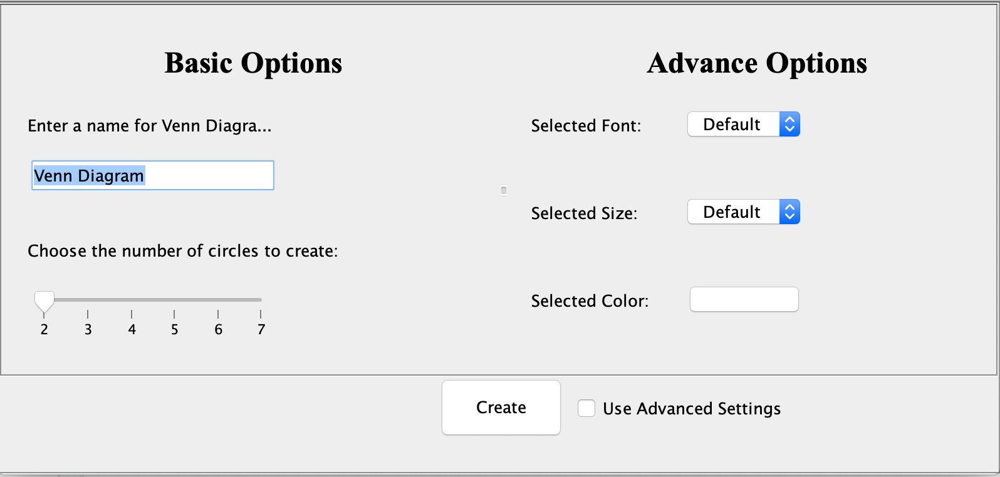 Basic Options
Enter a name for Venn Diagra...
Venn Diagram
Choose the number of circles to create:
2 3 4 5 6 7
Advance Options
Selected Font: Default
Selected Size: Default
Selected Color:
Create Use Advanced Settings